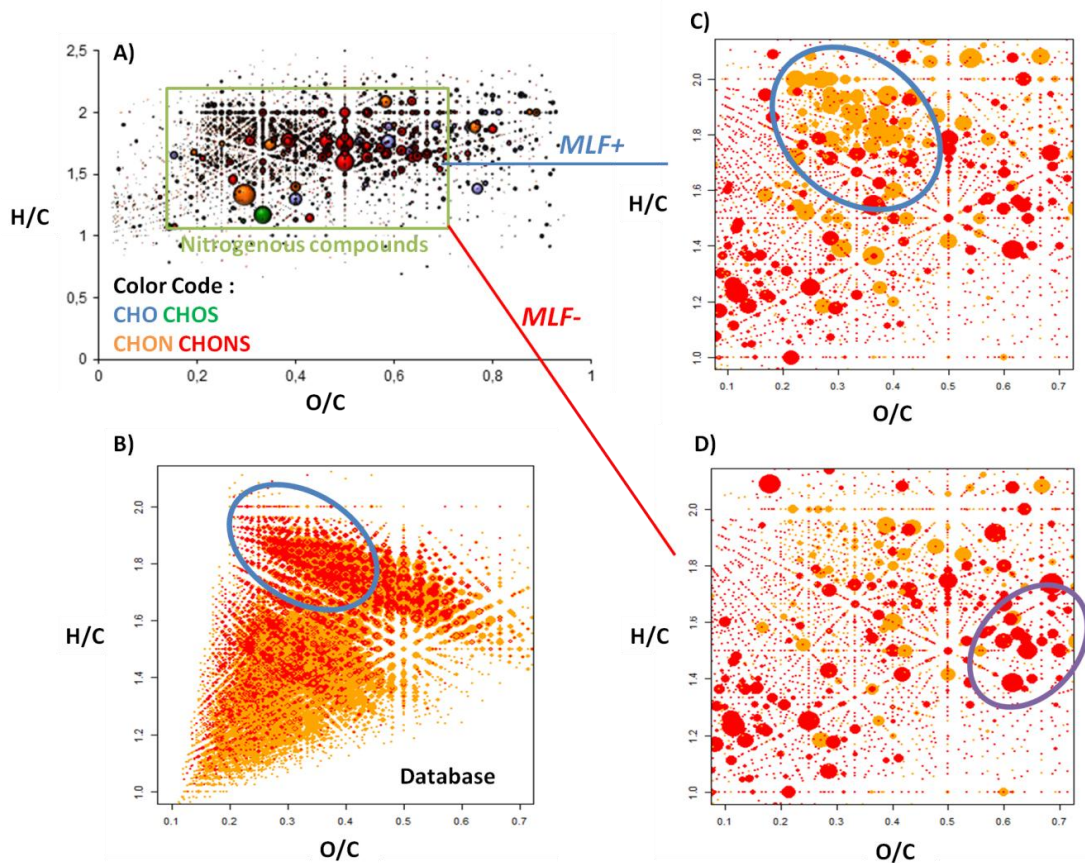 A)
2,5
2
1,5
1
0,5
0
H/C
Nitrogenous compounds
Color Code :
CHO CHOS
CHON CHONS
0 0,2 0,4 0,6 0,8 1
O/C
MLF+
MLF-
C)
2.0
1.8
1.6
1.4
1.2
1.0
H/C
0.1 0.2 0.3 0.4 0.5 0.6 0.7
O/C
B)
2.0
1.8
1.6
1.4
1.2
1.0
H/C
Database
0.1 0.2 0.3 0.4 0.5 0.6 0.7
O/C
D)
2.0
1.8
1.6
1.4
1.2
1.0
H/C
0.1 0.2 0.3 0.4 0.5 0.6 0.7
O/C